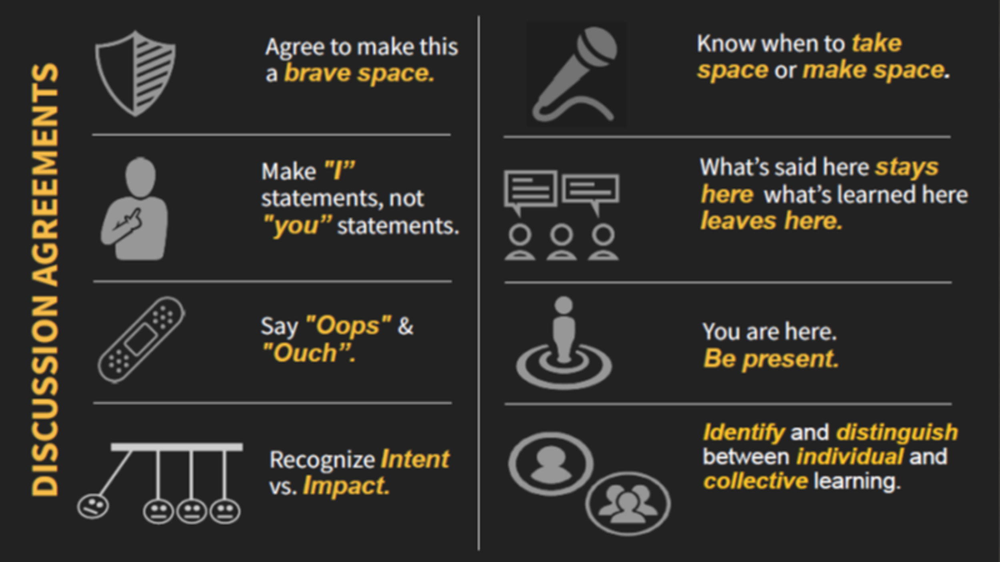 DISCUSSION AGREEMENTS
Agree to make this
a brave space.
Make "I”
statements, not
"you” statements.
Say "Oops" &
"Ouch”.
Recognize Intent
vs. Impact.
Know when to take
space or make space.
What’s said here stays
here what’s learned here
leaves here.
You are here.
Be present.
Identify and distinguish
between individual and
collective learning.